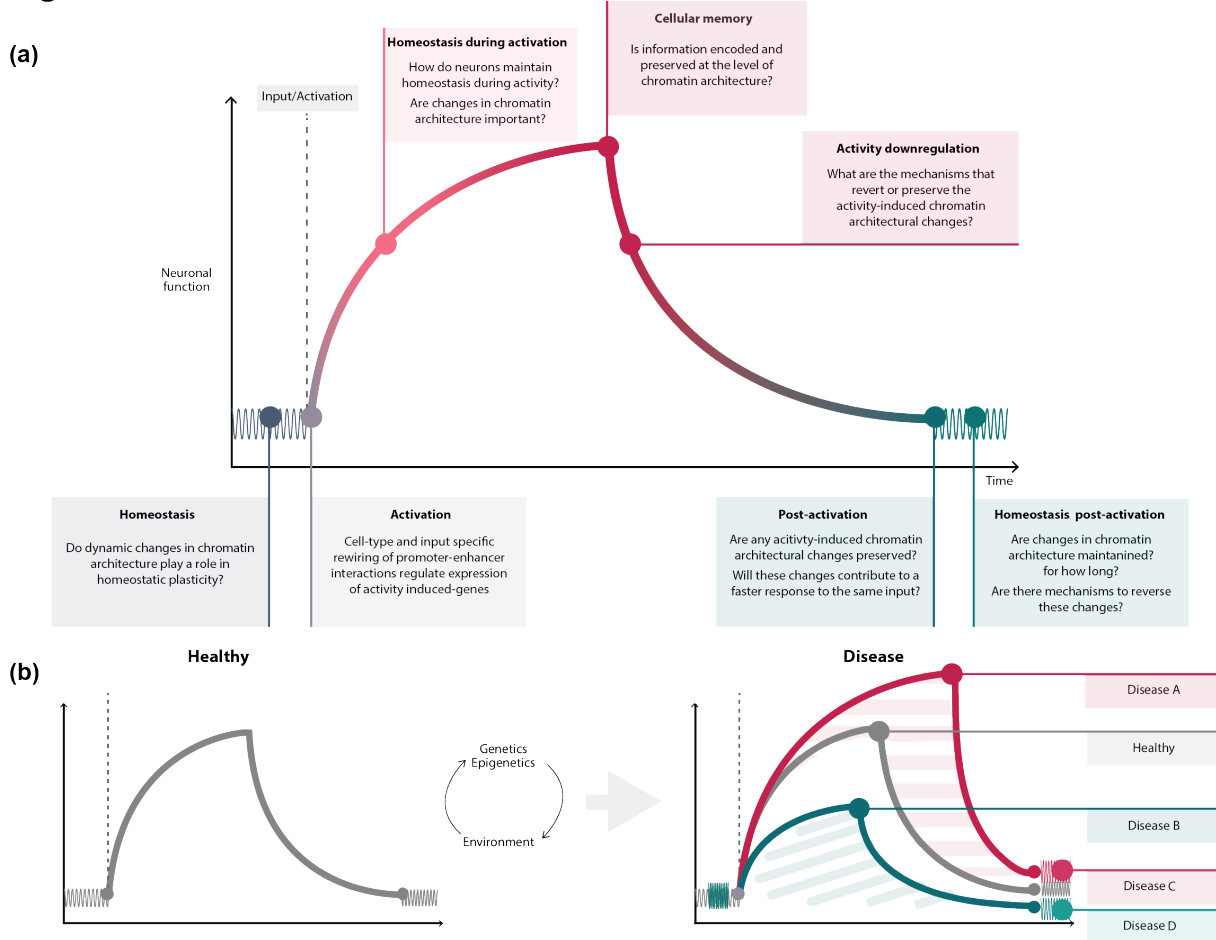 (a)
Cellular memory
Is information encoded and
preserved at the level of
chromatin architecture?
Homeostasis during activation
How do neurons maintain
homeostasis during activity?
Are changes in chromatin
architecture important?
Input/Activation
Activity downregulation
What are the mechanisms that
revert or preserve the
activity-induced chromatin
architectural changes?
Neuronal
function
Time
Homeostasis
Do dynamic changes in chromatin
architecture play a role in
homeostatic plasticity?
Activation
Cell-type and input specific
rewiring of promoter-enhancer
interactions regulate expression
of activity induced-genes
Post-activation
Are any acitivty-induced chromatin
architectural changes preserved?
Will these changes contribute to a
faster response to the same input?
Homeostasis post-activation
Are changes in chromatin
architecture maintanined?
for how long?
Are there mechanisms to reverse
these changes?
(b)
Healthy
Genetics
Epigenetics
Environment
Disease
Disease A
Healthy
Disease B
Disease C
Disease D